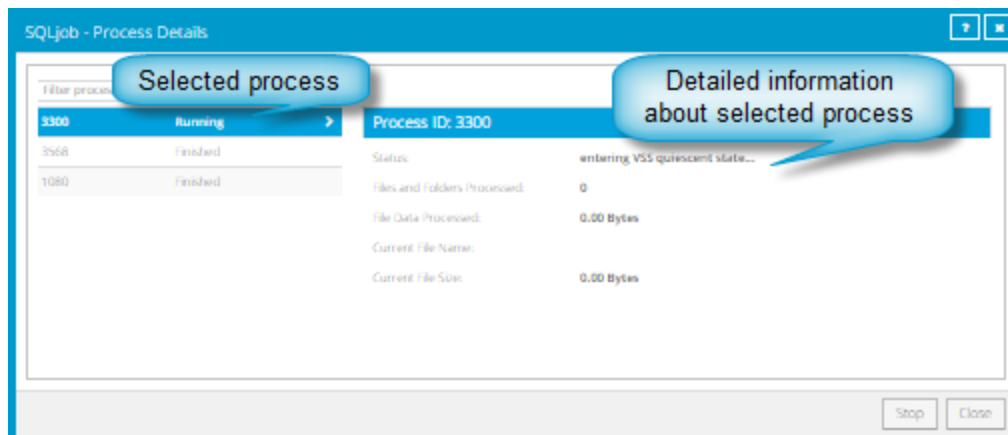 SQLjob - Process Details
? ×
Selected process
Detailed information
about selected process
Filter proces
3300 Running >
Process ID: 3300
3568 Finished
1080 Finished
Status: entering VSS quiescent state...
Files and Folders Processed: 0
File Data Processed: 0.00 Bytes
Current File Name:
Current File Size: 0.00 Bytes
Stop Close